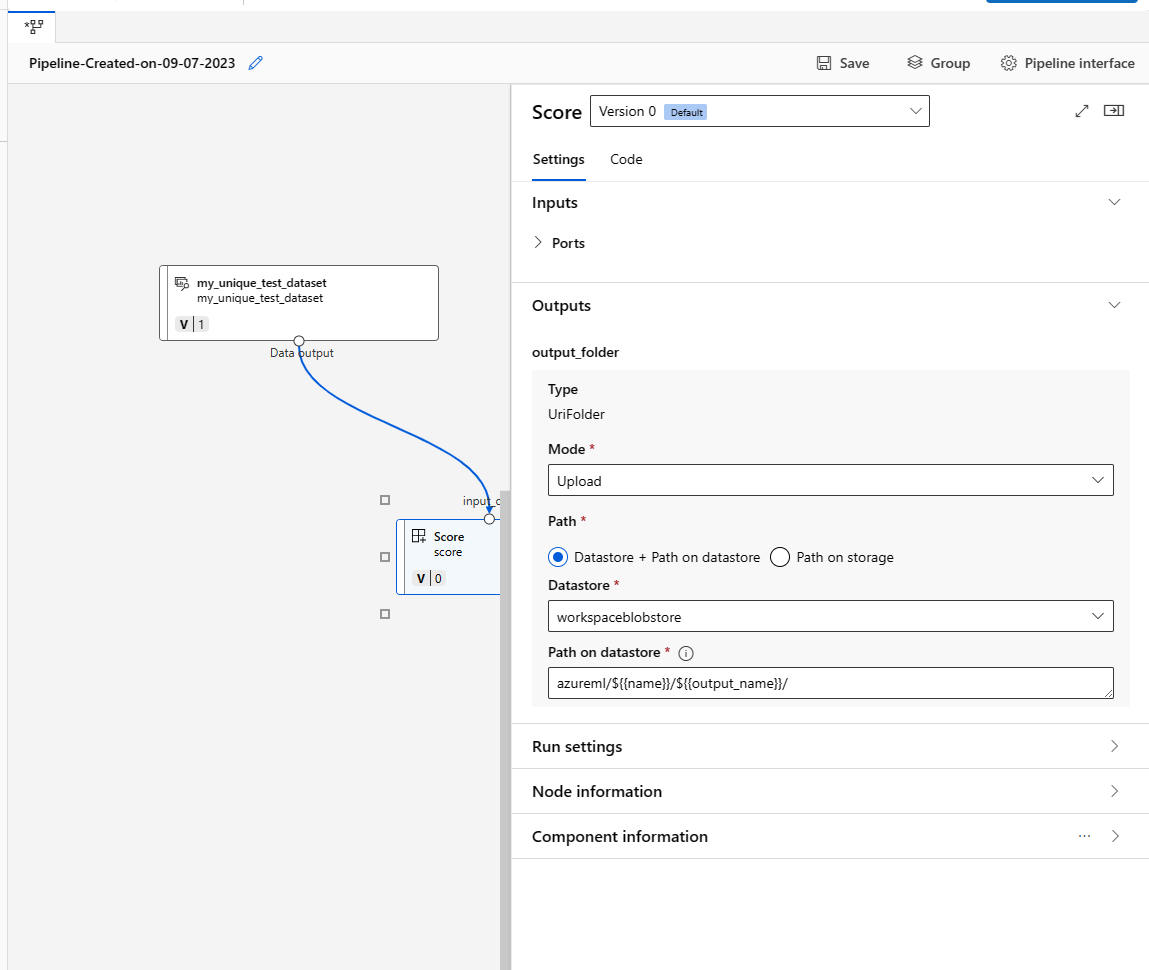 Pipeline-Created-on-09-07-2023
Save
Group
Pipeline interface
my_unique_test_dataset
my_unique_test_dataset
V 1
Data output
Score
score
V 0
Score
Version 0 Default
Settings
Code
Inputs
Ports
Outputs
output_folder
Type
UriFolder
Mode *
Upload
Path *
Datastore + Path on datastore
Path on storage
Datastore *
workspaceblobstore
Path on datastore *
azureml/${{name}}/${{output_name}}/
Run settings
Node information
Component information